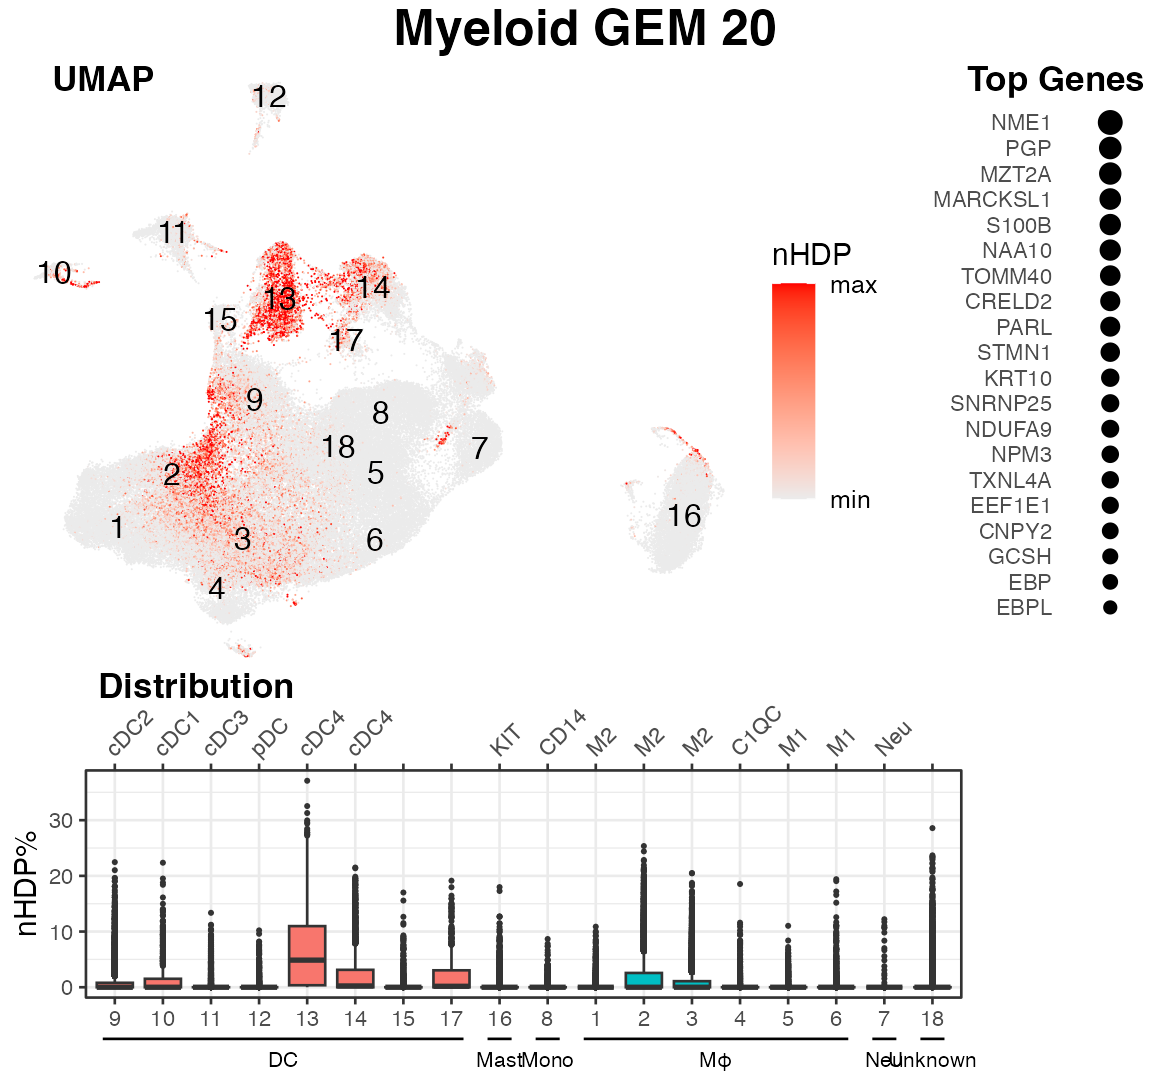 Myeloid GEM 20
UMAP
12
11
10
13
14
15
17
9
8
18
7
2
5
1
3
6
4
16
nHDP
max
min
Top Genes
NME1
PGP
MZT2A
MARCKSL1
S100B
NAA10
TOMM40
CRELD2
PARL
STMN1
KRT10
SNRNP25
NDUFA9
NPM3
TXNL4A
EEF1E1
CNPY2
GCSH
EBP
EBPL
Distribution
cDC2 cDC1 cDC3 pDC cDC4 cDC4 KIT CD14 M2 M2 M2 C1QC M1 M1 Neu
nHDP%
30
20
10
0
9 10 11 12 13 14 15 17 16 8 1 2 3 4 5 6 7 18
DC Mast Mono Mφ Neu Unknown